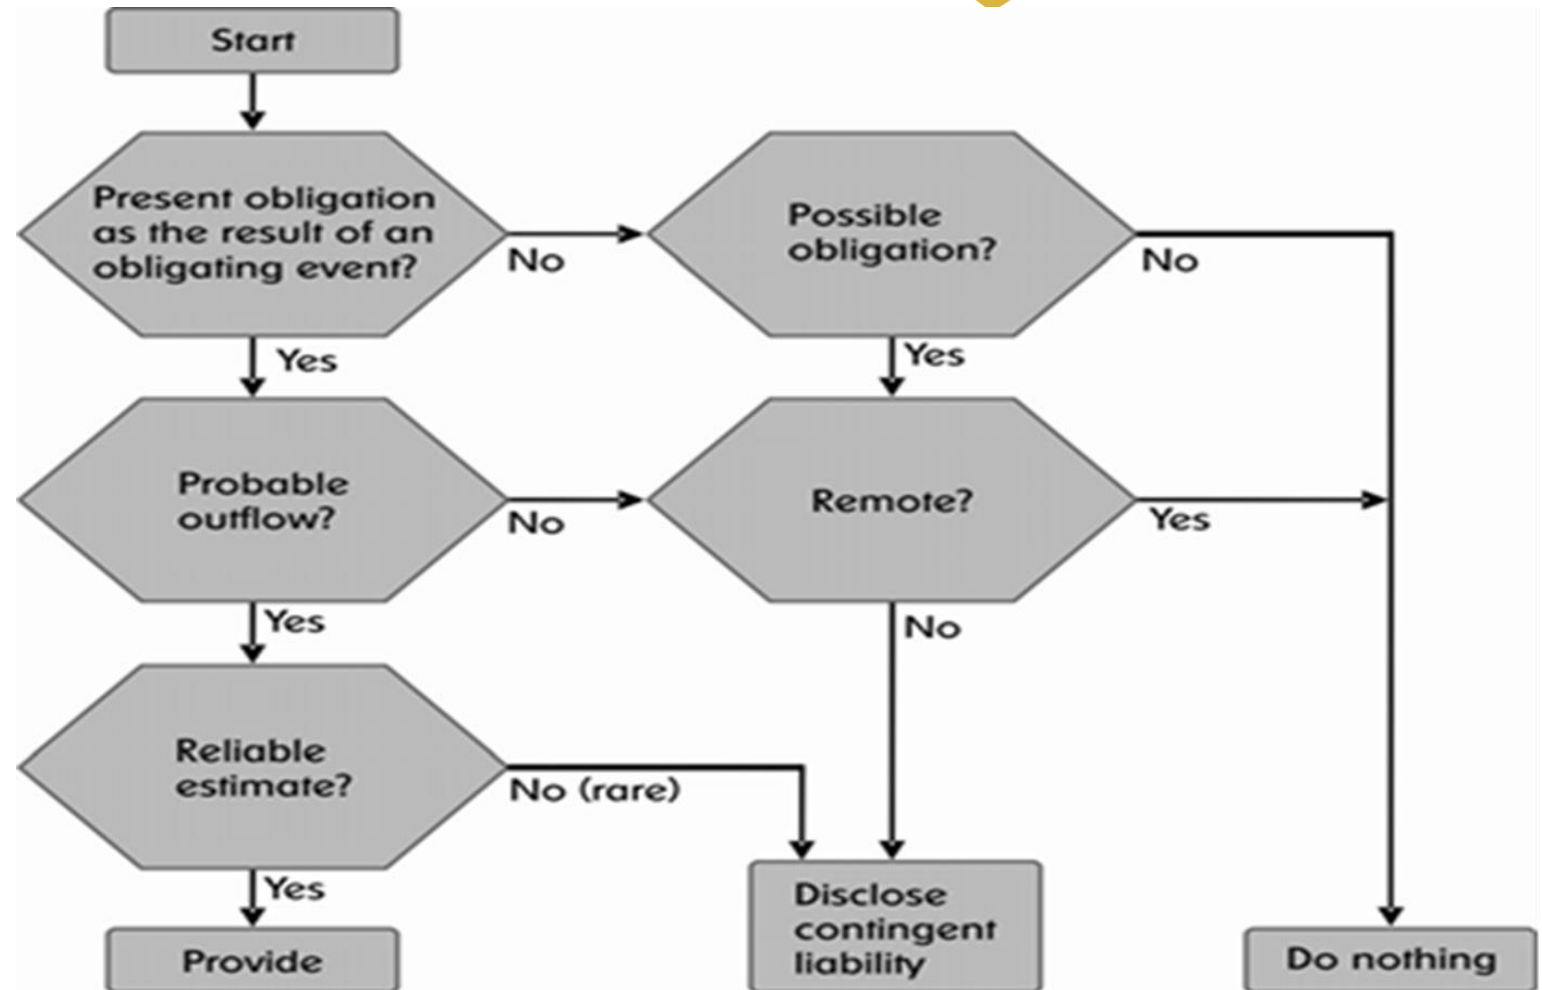 Start
Present obligation
as the result of an
obligating event?
No
Possible
obligation?
No
Yes
Yes
Probable
outflow?
No
Remote?
Yes
Yes
No
Reliable
estimate?
No (rare)
Yes
Disclose
contingent
liability
Provide
Do nothing